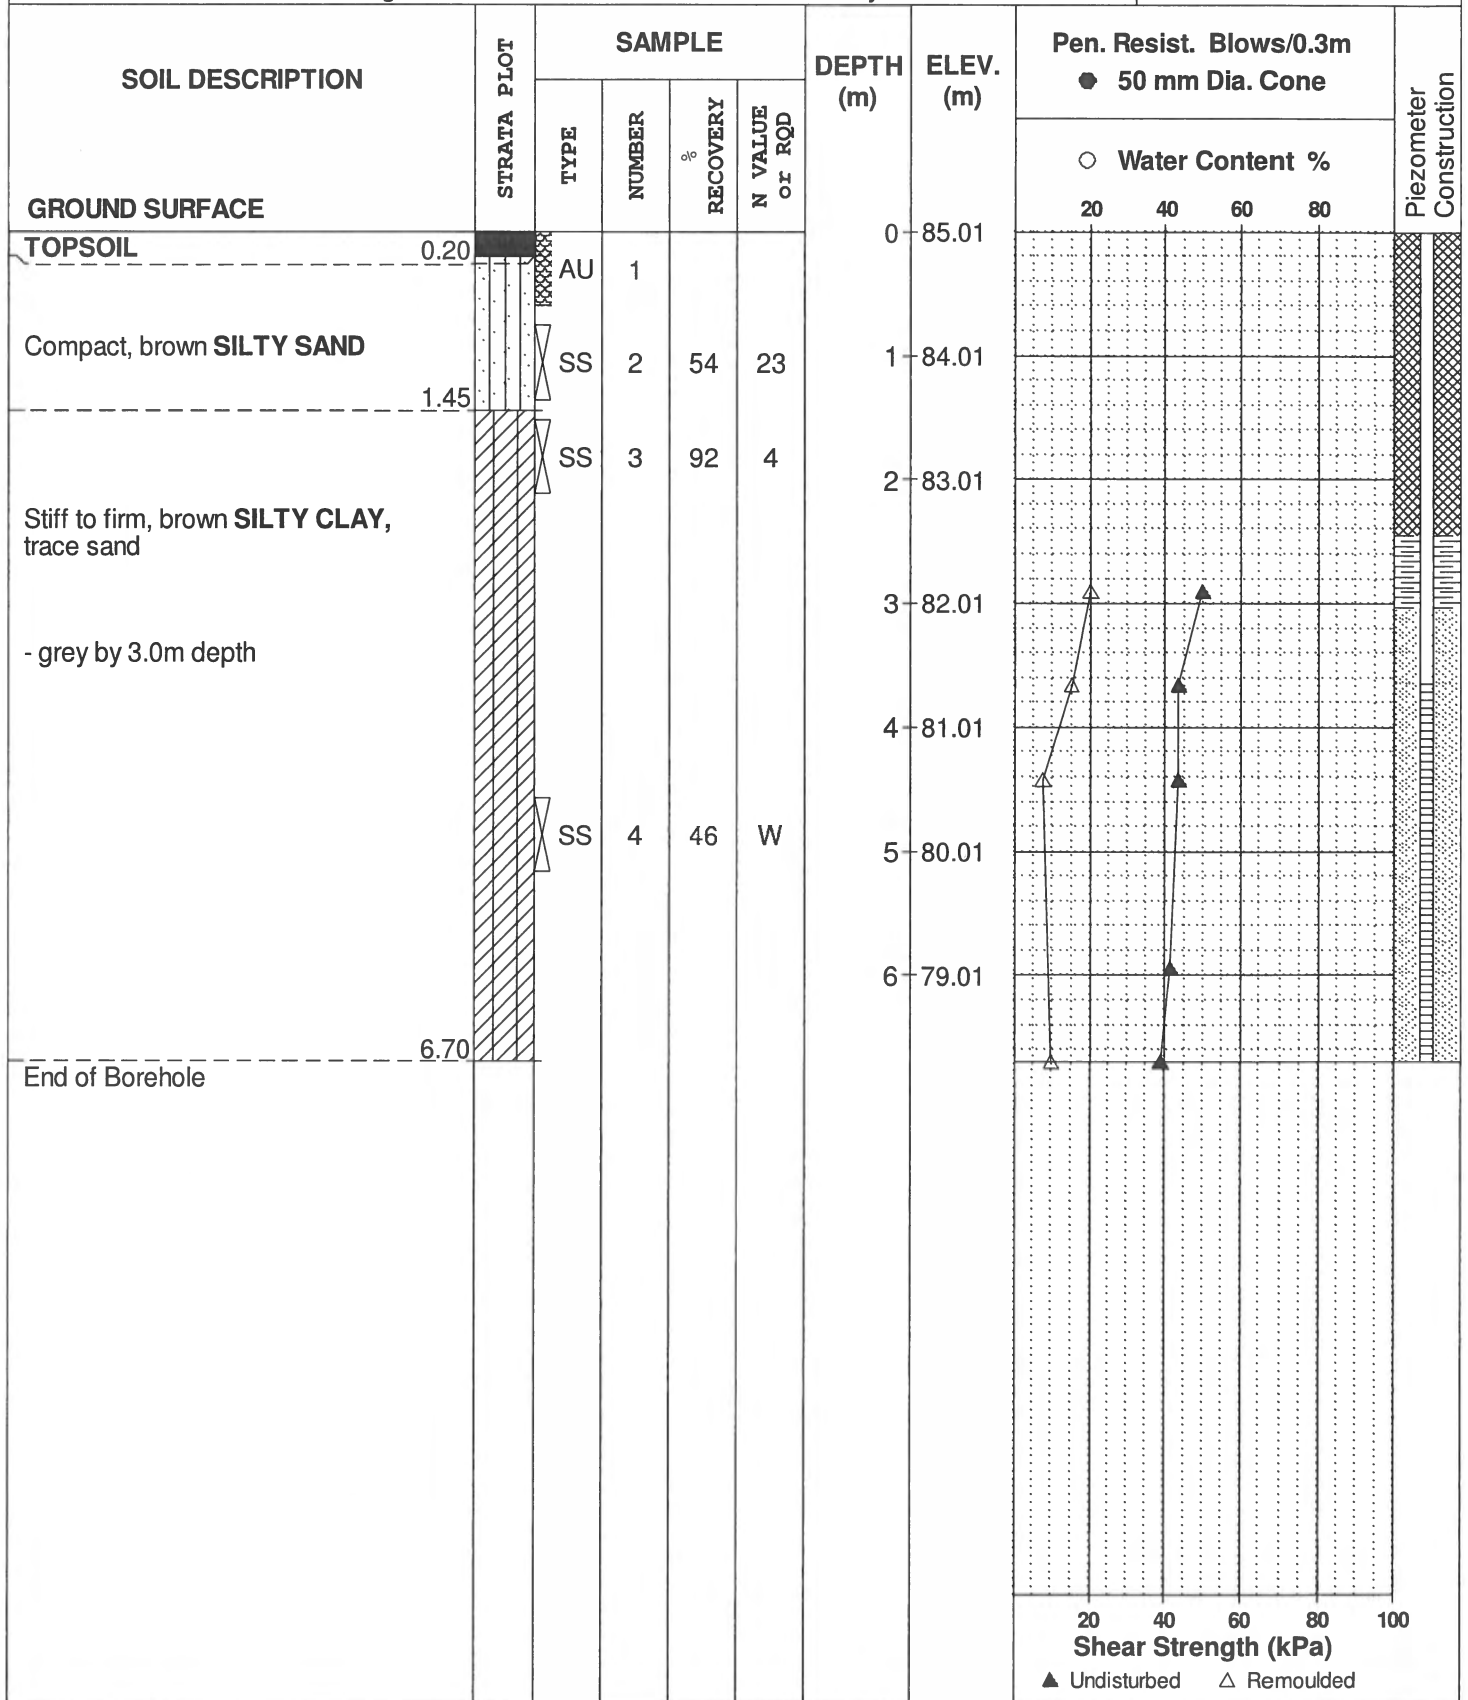 SOIL DESCRIPTION
GROUND SURFACE
STRATA PLOT
SAMPLE
TYPE
NUMBER
% RECOVERY
N VALUE or RQD
DEPTH (m)
ELEV. (m)
Pen. Resist. Blows/0.3m
● 50 mm Dia. Cone
○ Water Content %
20 40 60 80
Piezometer Construction
TOPSOIL 0.20
AU 1
0 85.01
Compact, brown SILTY SAND
SS 2 54 23
1 84.01
1.45
SS 3 92 4
2 83.01
Stiff to firm, brown SILTY CLAY,
trace sand
3 82.01
- grey by 3.0m depth
4 81.01
SS 4 46 W
5 80.01
6 79.01
6.70
End of Borehole
20 40 60 80 100
Shear Strength (kPa)
▲ Undisturbed △ Remoulded